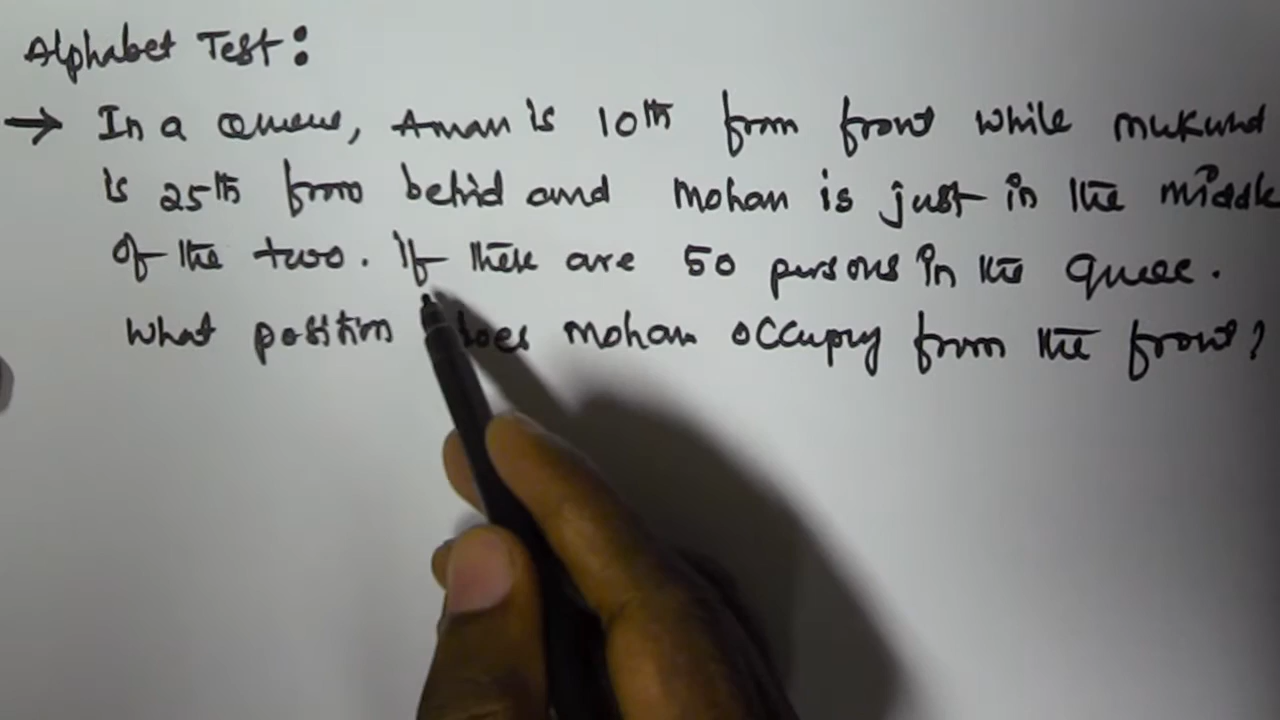 Alphabet Test:
→ In a Queue, Aman is 10th from front while mukund
is 25th from behid and mohan is just in the middle
of the two. If there are 50 persons in the queue.
What position does mohan occupy from the front?